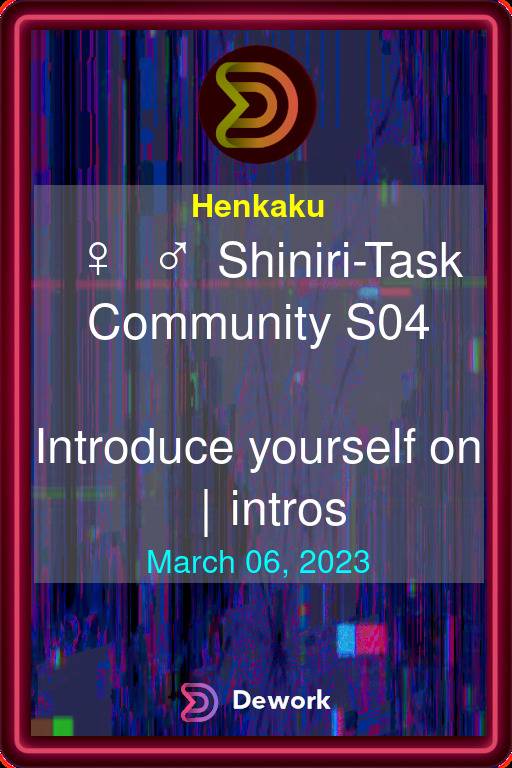 Henkaku
♀ ♂ Shiniri-Task
Community S04
Introduce yourself on
| intros
March 06, 2023
Dework